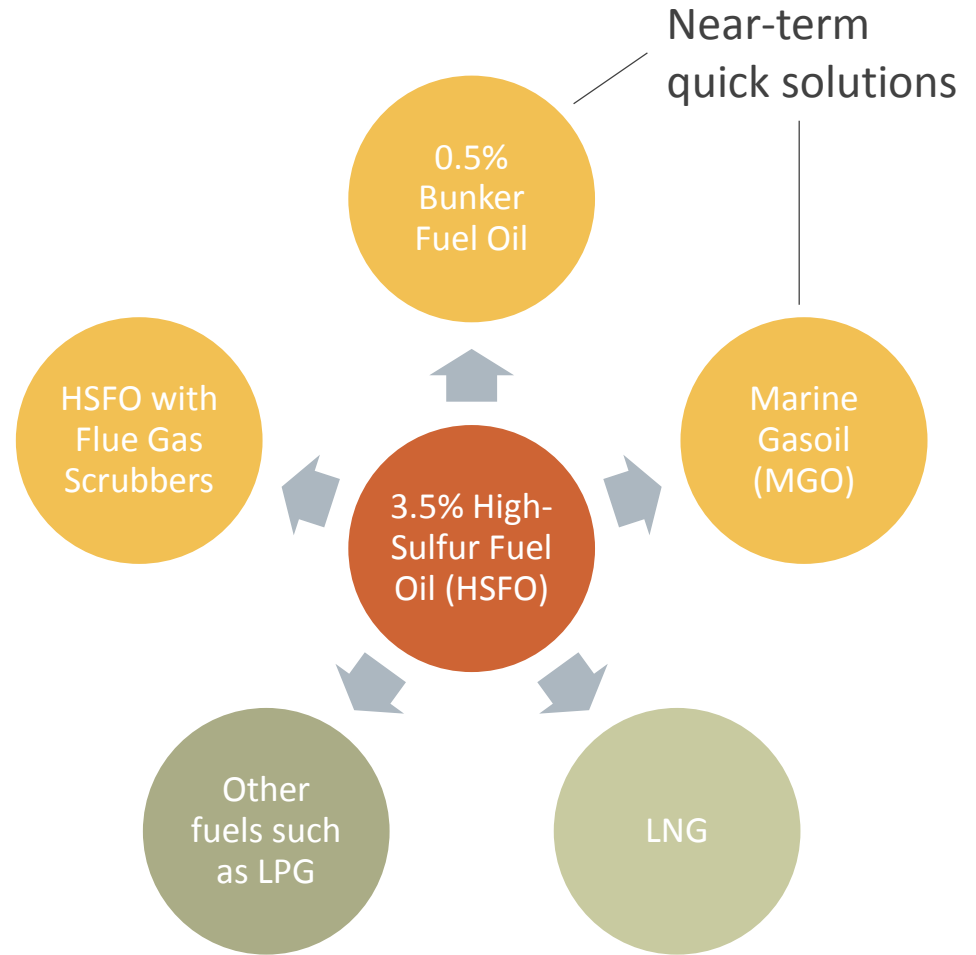 Near-term
quick solutions
0.5%
Bunker
Fuel Oil
HSFO with
Flue Gas
Scrubbers
Marine
Gasoil
(MGO)
3.5% High-
Sulfur Fuel
Oil (HSFO)
Other
fuels such
as LPG
LNG